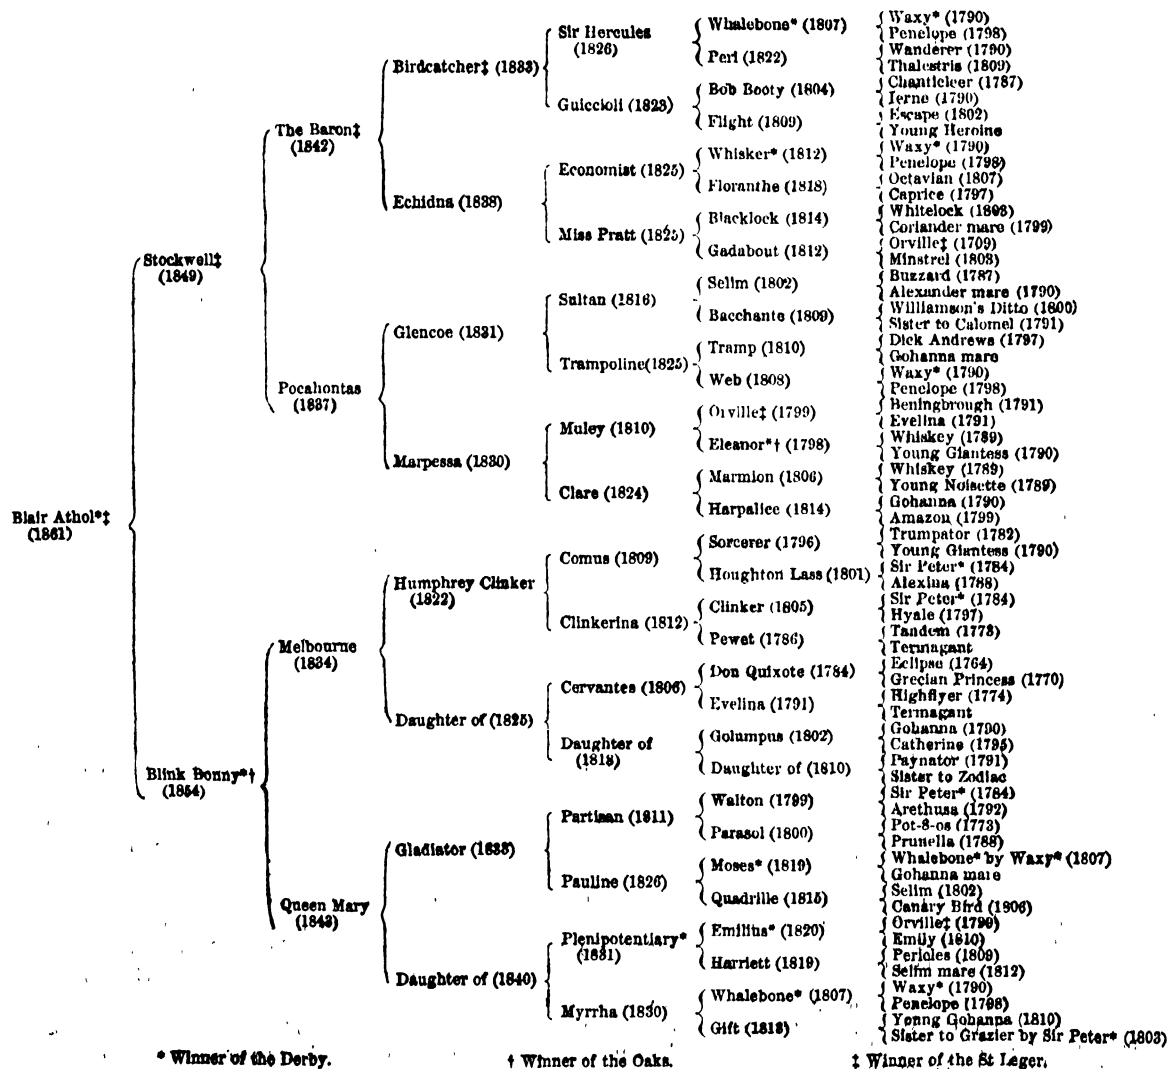 Blair Athol*‡
(1861)
Stockwell‡
(1849)
Blink Bonny*†
(1854)
The Baron‡
(1842)
Pocahontas
(1837)
Melbourne
(1834)
Queen Mary
(1843)
Birdcatcher‡ (1833)
Echidna (1838)
Glencoe (1831)
Marpessa (1830)
Humphrey Clinker
(1822)
Daughter of (1825)
Gladiator (1833)
Daughter of (1840)
Sir Hercules
(1826)
Guiccioli (1823)
Economist (1825)
Miss Pratt (1825)
Sultan (1816)
Trampoline (1825)
Muley (1810)
Clare (1824)
Comus (1809)
Clinkerina (1812)
Cervantes (1806)
Daughter of
(1818)
Partisan (1811)
Pauline (1826)
Plenipotentiary*
(1831)
Myrrha (1830)
Whalebone* (1807)
Peri (1822)
Bob Booty (1804)
Flight (1809)
Whisker* (1812)
Floranthe (1818)
Blacklock (1814)
Gadabout (1812)
Selim (1802)
Bacchante (1809)
Tramp (1810)
Web (1808)
Orville‡ (1799)
Eleanor*† (1798)
Marmion (1806)
Harpalice (1814)
Sorcerer (1796)
Houghton Lass (1801)
Clinker (1805)
Pewet (1786)
Don Quixote (1784)
Evelina (1791)
Golumpus (1802)
Daughter of (1810)
Walton (1799)
Parasol (1800)
Moses* (1819)
Quadrille (1815)
Emilius* (1820)
Harriett (1819)
Whalebone* (1807)
Gift (1818)
Waxy* (1790)
Penelope (1798)
Wanderer (1790)
Thalestris (1809)
Chanticleer (1787)
Ierne (1790)
Escape (1802)
Young Heroine
Waxy* (1790)
Penelope (1798)
Octavian (1807)
Caprice (1797)
Whitelock (1803)
Coriander mare (1799)
Orville‡ (1799)
Minstrel (1803)
Buzzard (1787)
Alexander mare (1790)
Williamson's Ditto (1800)
Sister to Calomel (1791)
Dick Andrews (1797)
Gohanna mare
Waxy* (1790)
Penelope (1798)
Beningbrough (1791)
Evelina (1791)
Whiskey (1789)
Young Giantess (1790)
Whiskey (1789)
Young Noisette (1789)
Gohanna (1790)
Amazon (1799)
Trumpator (1782)
Young Giantess (1790)
Sir Peter* (1784)
Alexina (1788)
Sir Peter* (1784)
Hyale (1797)
Tandem (1773)
Termagant
Eclipse (1764)
Grecian Princess (1770)
Highflyer (1774)
Termagant
Gohanna (1790)
Catherine (1795)
Paynator (1791)
Sister to Zodiac
Sir Peter* (1784)
Arethusa (1792)
Pot-8-os (1773)
Prunella (1788)
Whalebone* by Waxy* (1807)
Gohanna mare
Selim (1802)
Canary Bird (1806)
Orville‡ (1799)
Emily (1810)
Pericles (1809)
Selim mare (1812)
Waxy* (1790)
Penelope (1798)
Young Gohanna (1810)
Sister to Grazier by Sir Peter* (1803)
* Winner of the Derby. † Winner of the Oaks. ‡ Winner of the St Leger.